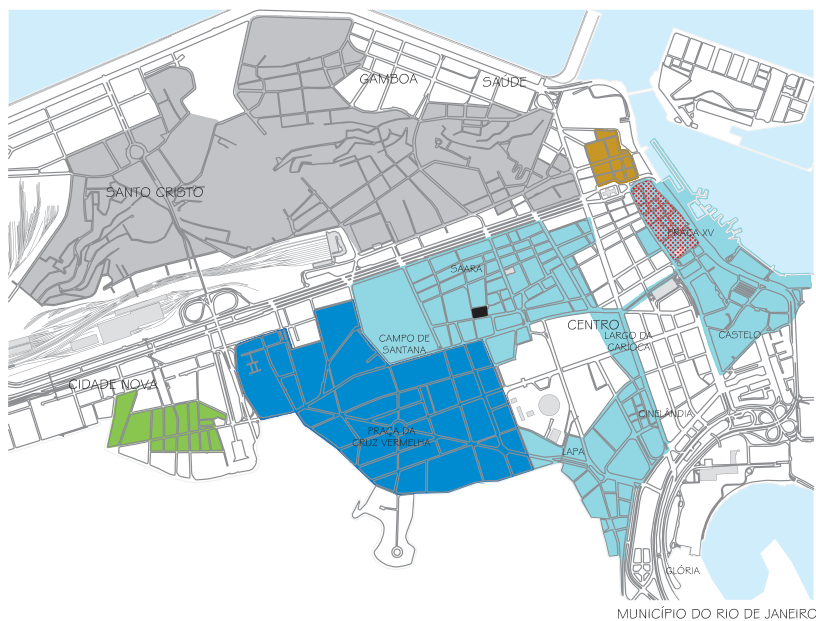 GAMBOA
SAÚDE
SANTO CRISTO
PRAÇA XV
SAARA
CENTRO
CAMPO DE
SANTANA
LARGO DA
CARIOCA
CASTELO
CIDADE NOVA
CINELÂNDIA
PRAÇA DA
CRUZ VERMELHA
LAPA
GLÓRIA
MUNICÍPIO DO RIO DE JANEIRO